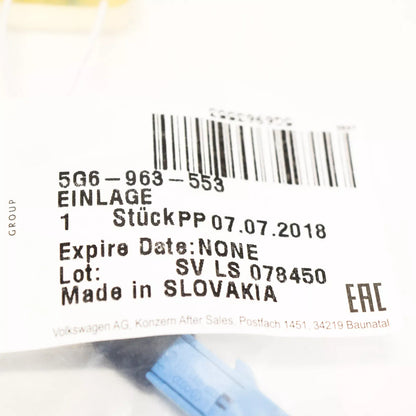 5G6-963-553
EINLAGE
1 Stück PP 07.07.2018
Expire Date:NONE
Lot: SV LS 078450
Made in SLOVAKIA
EAC
Volkswagen AG, Konzern After Sales, Postfach 1451, 34219 Baunatal
GROUP